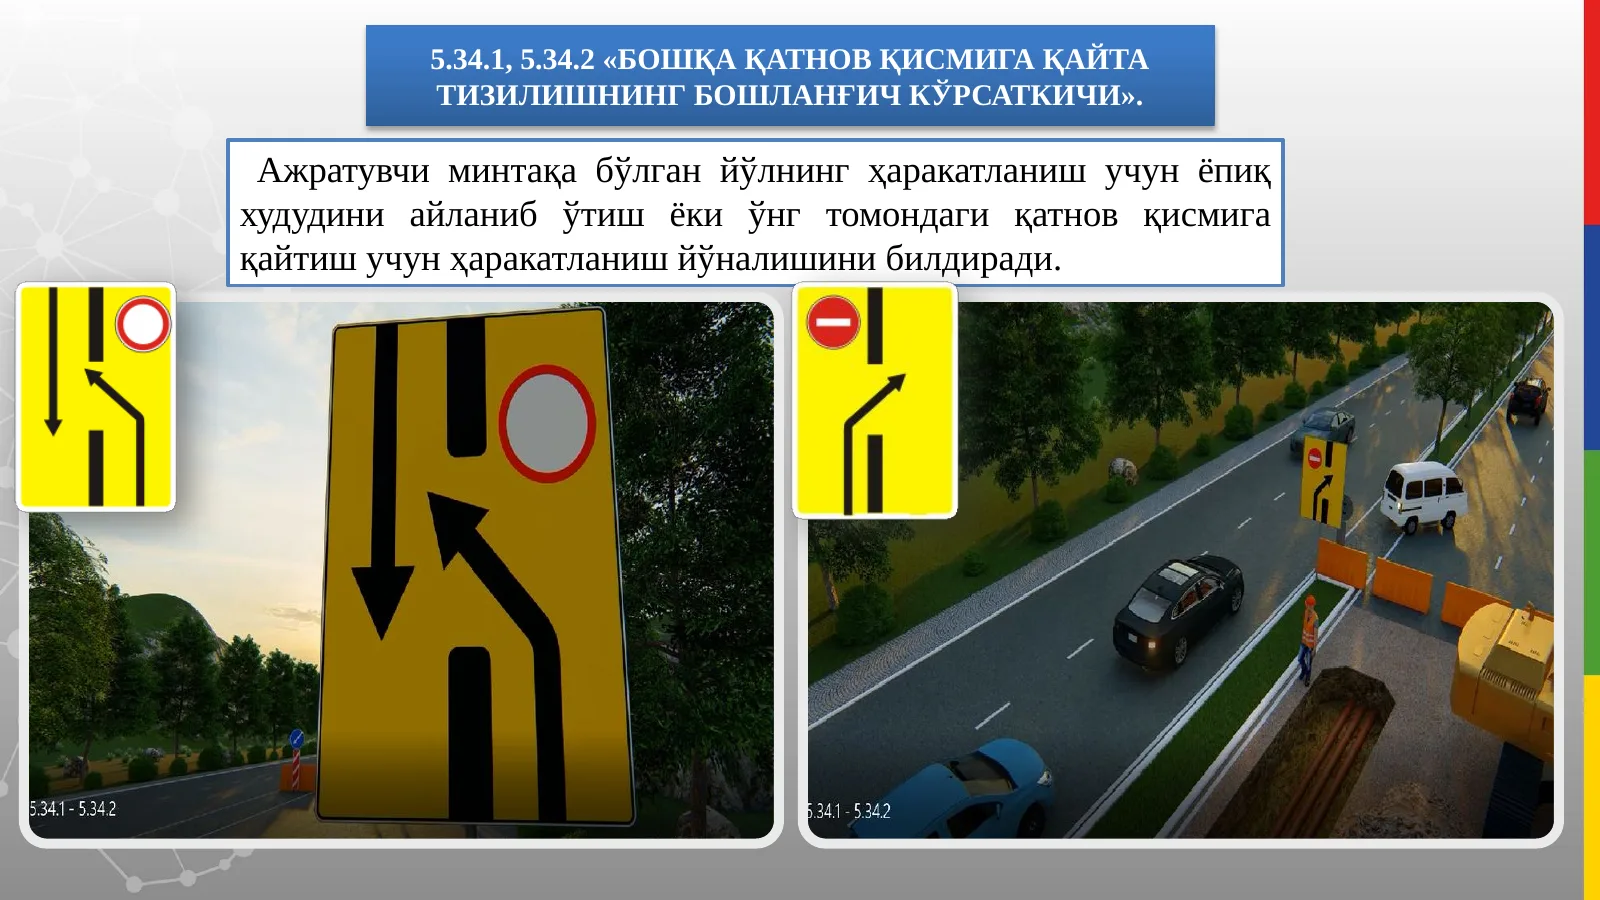 5.34.1, 5.34.2 «БОШҚА ҚАТНОВ ҚИСМИГА ҚАЙТА
ТИЗИЛИШНИНГ БОШЛАНҒИЧ КЎРСАТКИЧИ».
Ажратувчи минтақа бўлган йўлнинг ҳаракатланиш учун ёпиқ
худудини айланиб ўтиш ёки ўнг томондаги қатнов қисмига
қайтиш учун ҳаракатланиш йўналишини билдиради.
5.34.1 - 5.34.2
5.34.1 - 5.34.2